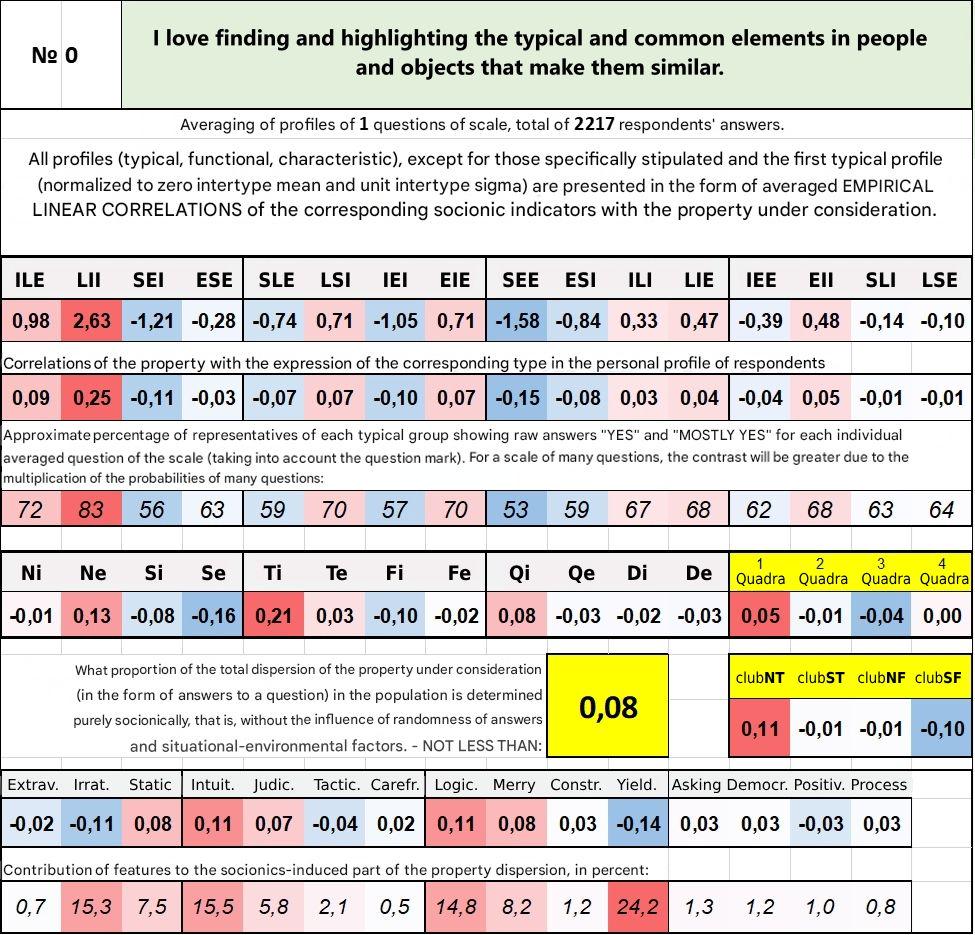 № 0
I love finding and highlighting the typical and common elements in people
and objects that make them similar.
Averaging of profiles of 1 questions of scale, total of 2217 respondents' answers.
All profiles (typical, functional, characteristic), except for those specifically stipulated and the first typical profile
(normalized to zero intertype mean and unit intertype sigma) are presented in the form of averaged EMPIRICAL
LINEAR CORRELATIONS of the corresponding socionic indicators with the property under consideration.
ILE LII SEI ESE SLE LSI IEI EIE SEE ESI ILI LIE IEE EII SLI LSE
0,98 2,63 -1,21 -0,28 -0,74 0,71 -1,05 0,71 -1,58 -0,84 0,33 0,47 -0,39 0,48 -0,14 -0,10
Correlations of the property with the expression of the corresponding type in the personal profile of respondents
0,09 0,25 -0,11 -0,03 -0,07 0,07 -0,10 0,07 -0,15 -0,08 0,03 0,04 -0,04 0,05 -0,01 -0,01
Approximate percentage of representatives of each typical group showing raw answers "YES" and "MOSTLY YES" for each individual
averaged question of the scale (taking into account the question mark). For a scale of many questions, the contrast will be greater due to the
multiplication of the probabilities of many questions:
72 83 56 63 59 70 57 70 53 59 67 68 62 68 63 64
Ni Ne Si Se Ti Te Fi Fe Qi Qe Di De 1 Quadra 2 Quadra 3 Quadra 4 Quadra
-0,01 0,13 -0,08 -0,16 0,21 0,03 -0,10 -0,02 0,08 -0,03 -0,02 -0,03 0,05 -0,01 -0,04 0,00
What proportion of the total dispersion of the property under consideration
(in the form of answers to a question) in the population is determined
purely socionically, that is, without the influence of randomness of answers
and situational-environmental factors. - NOT LESS THAN:
0,08
clubNT clubST clubNF clubSF
0,11 -0,01 -0,01 -0,10
Extrav. Irrat. Static Intuit. Judic. Tactic. Carefr. Logic. Merry Constr. Yield. Asking Democr. Positiv. Process
-0,02 -0,11 0,08 0,11 0,07 -0,04 0,02 0,11 0,08 0,03 -0,14 0,03 0,03 -0,03 0,03
Contribution of features to the socionics-induced part of the property dispersion, in percent:
0,7 15,3 7,5 15,5 5,8 2,1 0,5 14,8 8,2 1,2 24,2 1,3 1,2 1,0 0,8